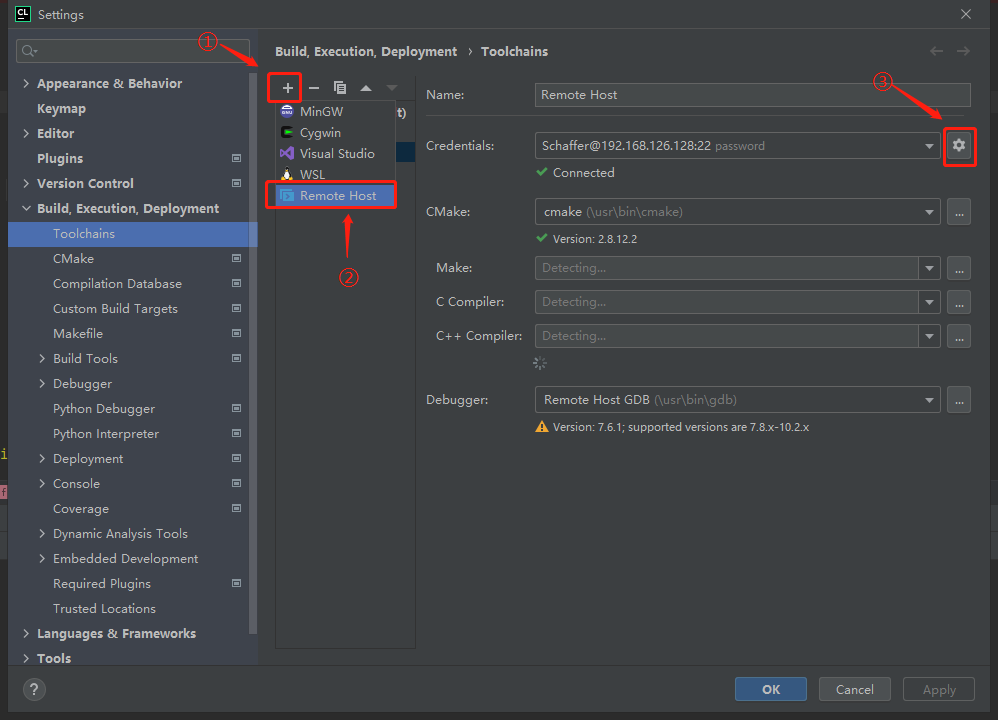 CL Settings
①
Build, Execution, Deployment › Toolchains
Appearance & Behavior
Keymap
Editor
Plugins
Version Control
Build, Execution, Deployment
Toolchains
CMake
Compilation Database
Custom Build Targets
Makefile
Build Tools
Debugger
Python Debugger
Python Interpreter
Deployment
Console
Coverage
Dynamic Analysis Tools
Embedded Development
Required Plugins
Trusted Locations
Languages & Frameworks
Tools
MinGW
t)
Cygwin
Visual Studio
WSL
Remote Host
②
③
Name: Remote Host
Credentials: Schaffer@192.168.126.128:22 password
Connected
CMake: cmake (\usr\bin\cmake) ...
Version: 2.8.12.2
Make: Detecting... ...
C Compiler: Detecting... ...
C++ Compiler: Detecting... ...
Debugger: Remote Host GDB (\usr\bin\gdb) ...
Version: 7.6.1; supported versions are 7.8.x-10.2.x
i
f
?
OK Cancel Apply